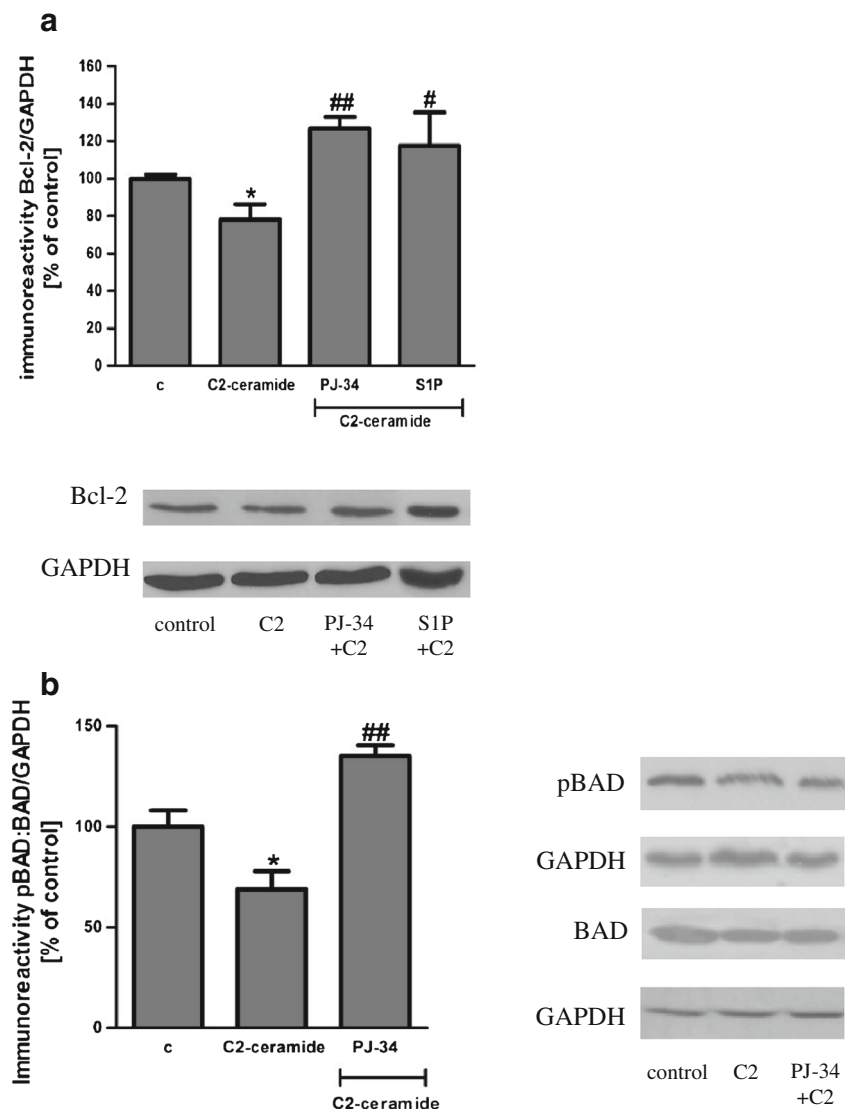 a
immunoreactivity Bcl-2/GAPDH
[% of control]
160
140
120
100
80
60
40
20
0
*
##
#
c C2-ceramide PJ-34 S1P
C2-ceramide
Bcl-2
GAPDH
control C2 PJ-34 S1P
+C2 +C2
b
Immunoreactivity pBAD:BAD/GAPDH
[% of control]
150
100
50
0
*
##
c C2-ceramide PJ-34
C2-ceramide
pBAD
GAPDH
BAD
GAPDH
control C2 PJ-34
+C2